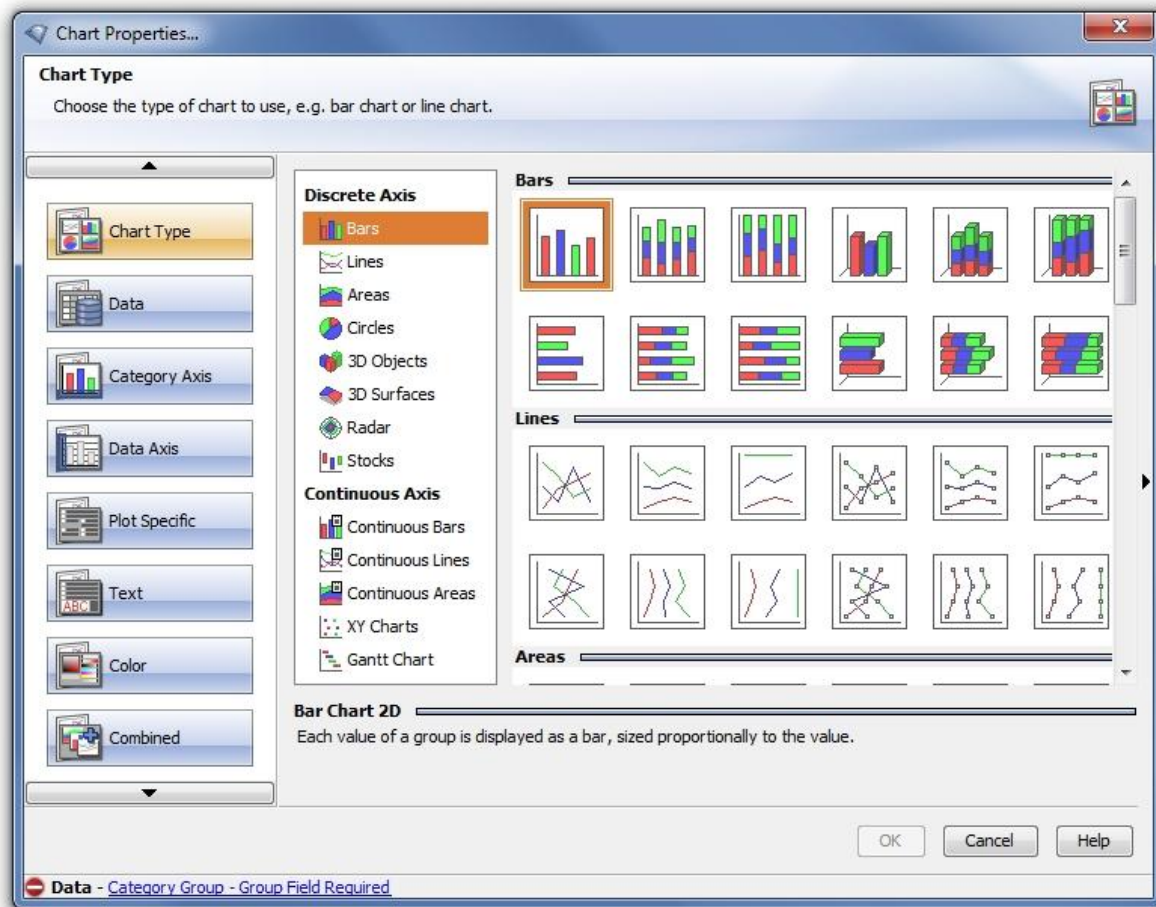 Chart Properties...
Chart Type
Choose the type of chart to use, e.g. bar chart or line chart.
Chart Type
Data
Category Axis
Data Axis
Plot Specific
ABC
Text
Color
Combined
Discrete Axis
Bars
Lines
Areas
Circles
3D Objects
3D Surfaces
Radar
Stocks
Continuous Axis
Continuous Bars
Continuous Lines
Continuous Areas
XY Charts
Gantt Chart
Bars
Lines
Areas
Bar Chart 2D
Each value of a group is displayed as a bar, sized proportionally to the value.
OK
Cancel
Help
Data - Category Group - Group Field Required